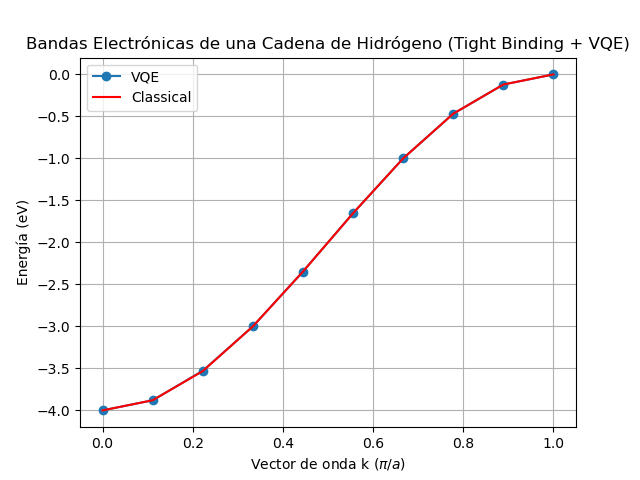 Bandas Electrónicas de una Cadena de Hidrógeno (Tight Binding + VQE)
VQE
Classical
Energía (eV)
0.0
−0.5
−1.0
−1.5
−2.0
−2.5
−3.0
−3.5
−4.0
0.0 0.2 0.4 0.6 0.8 1.0
Vector de onda k (π/a)